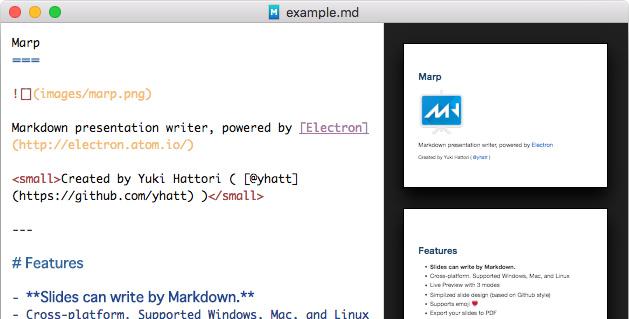 example.md
Marp
===
![](images/marp.png)
Markdown presentation writer, powered by [Electron]
(http://electron.atom.io/)
<small>Created by Yuki Hattori ( [@yhatt]
(https://github.com/yhatt) )</small>
---
# Features
- **Slides can write by Markdown.**
- Cross-platform. Supported Windows, Mac, and Linux
Marp
Markdown presentation writer, powered by Electron
Created by Yuki Hattori ( @yhatt )
Features
• Slides can write by Markdown.
• Cross-platform. Supported Windows, Mac, and Linux
• Live Preview with 3 modes
• Simplized slide design (based on Github style)
• Supports emoji ❤️
• Export your slides to PDF